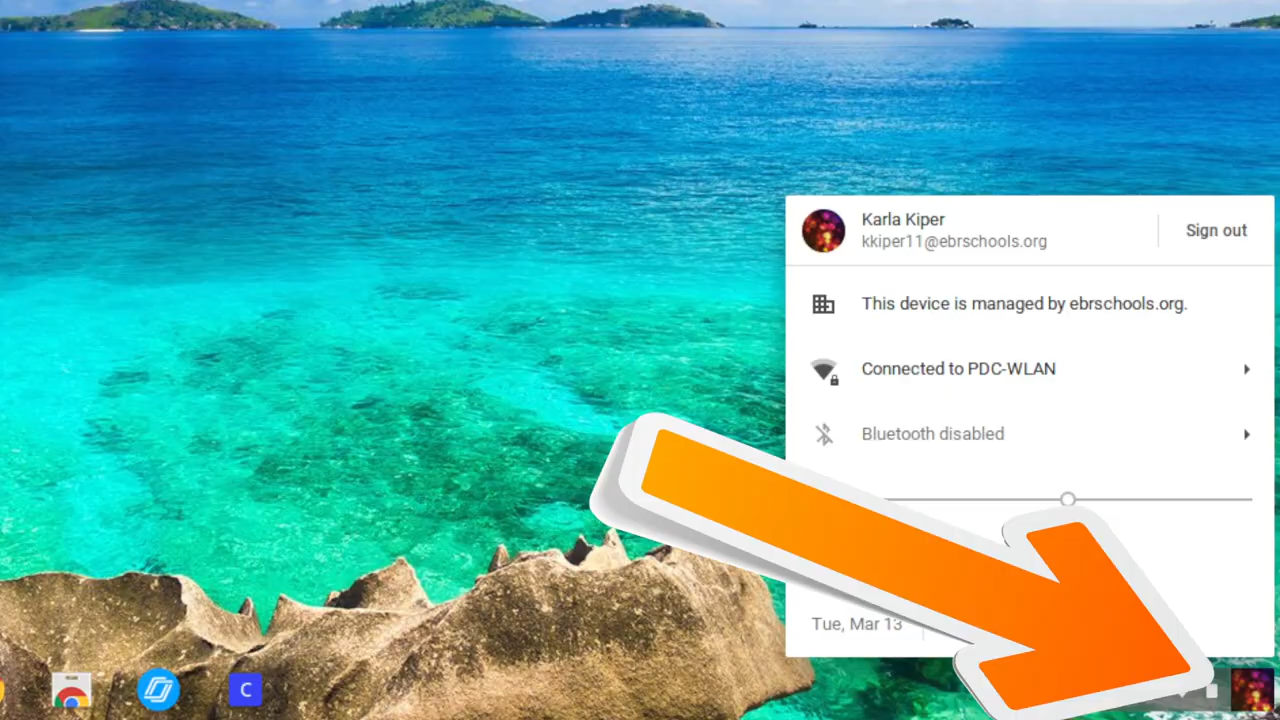 Karla Kiper
kkiper11@ebrschools.org
Sign out
This device is managed by ebrschools.org.
Connected to PDC-WLAN
Bluetooth disabled
Tue, Mar 13
C